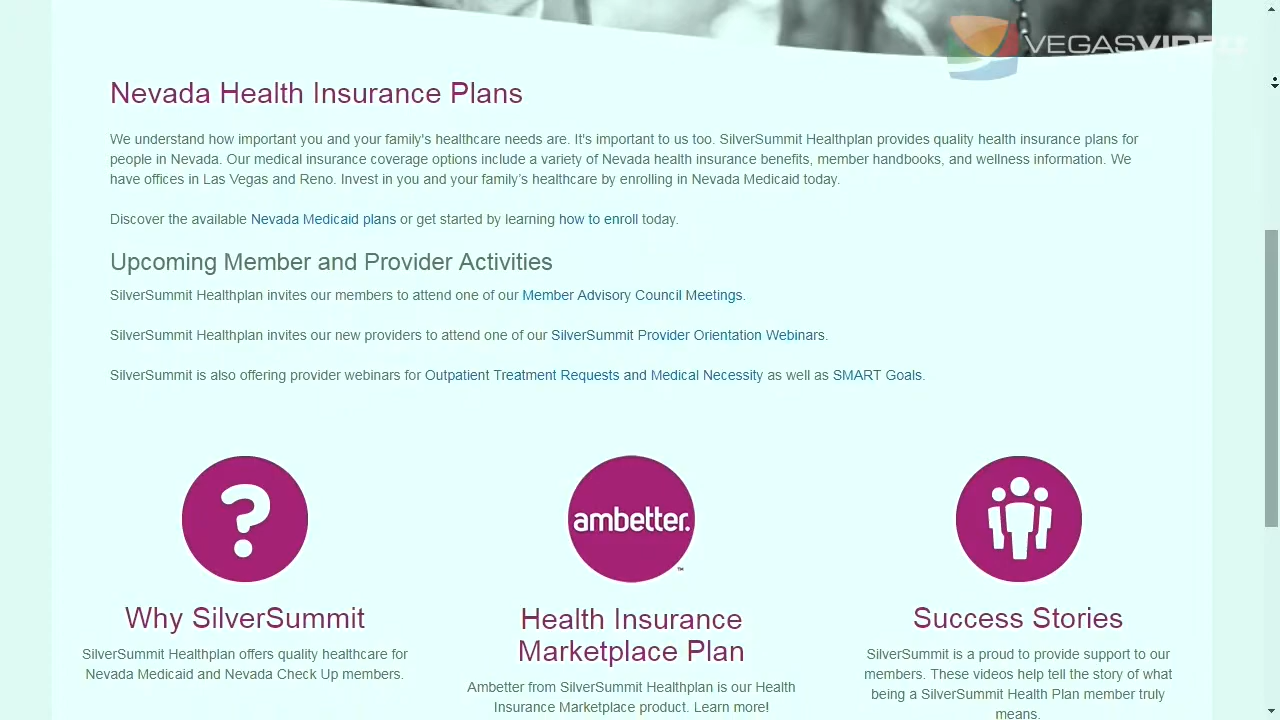 VEGASVIDEO
Nevada Health Insurance Plans
We understand how important you and your family's healthcare needs are. It's important to us too. SilverSummit Healthplan provides quality health insurance plans for
people in Nevada. Our medical insurance coverage options include a variety of Nevada health insurance benefits, member handbooks, and wellness information. We
have offices in Las Vegas and Reno. Invest in you and your family’s healthcare by enrolling in Nevada Medicaid today.
Discover the available Nevada Medicaid plans or get started by learning how to enroll today.
Upcoming Member and Provider Activities
SilverSummit Healthplan invites our members to attend one of our Member Advisory Council Meetings.
SilverSummit Healthplan invites our new providers to attend one of our SilverSummit Provider Orientation Webinars.
SilverSummit is also offering provider webinars for Outpatient Treatment Requests and Medical Necessity as well as SMART Goals.
?
ambetter.
™
Why SilverSummit
SilverSummit Healthplan offers quality healthcare for
Nevada Medicaid and Nevada Check Up members.
Health Insurance
Marketplace Plan
Ambetter from SilverSummit Healthplan is our Health
Insurance Marketplace product. Learn more!
Success Stories
SilverSummit is a proud to provide support to our
members. These videos help tell the story of what
being a SilverSummit Health Plan member truly
means.